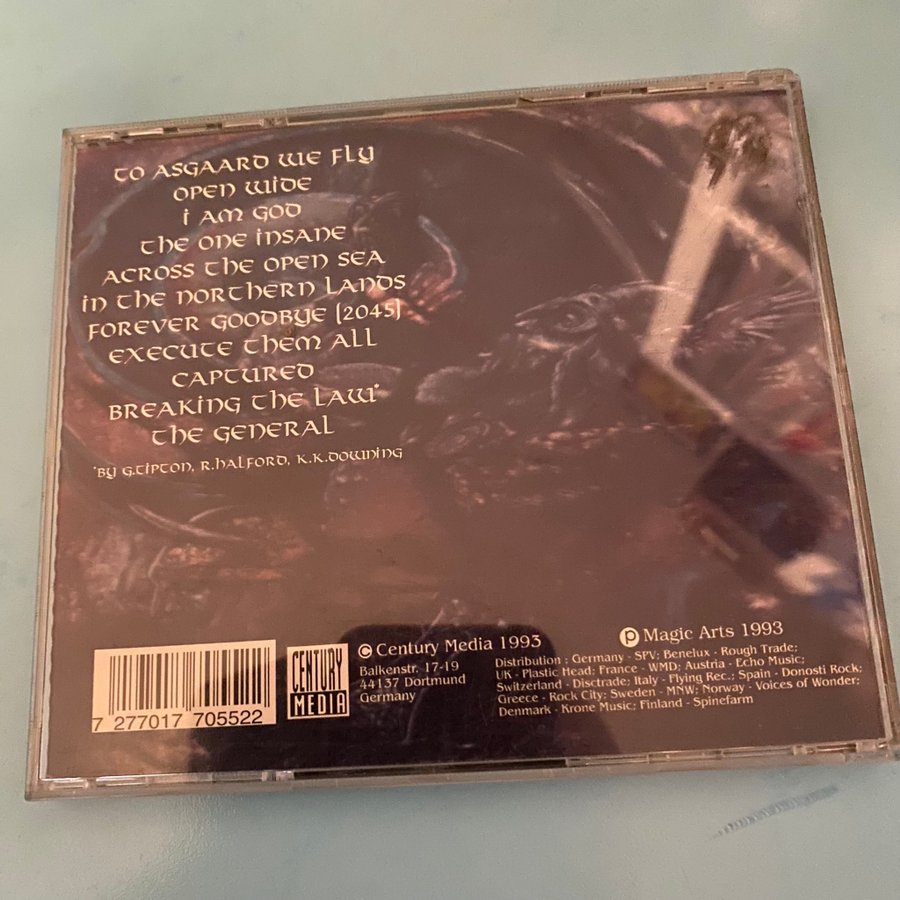 TO ASGAARD WE FLY
OPEN WIDE
I AM GOD
THE ONE INSANE
ACROSS THE OPEN SEA
IN THE NORTHERN LANDS
FOREVER GOODBYE [2045]
EXECUTE THEM ALL
CAPTURED
BREAKING THE LAW*
THE GENERAL
*BY G.TIPTON, R.HALFORD, K.K.DOWNING
7 277017 705522
CENTURY
MEDIA
© Century Media 1993
Balkenstr. 17-19
44137 Dortmund
Germany
℗ Magic Arts 1993
Distribution : Germany - SPV; Benelux - Rough Trade;
UK - Plastic Head; France - WMD; Austria - Echo Music;
Switzerland - Disctrade; Italy - Flying Rec.; Spain - Donosti Rock;
Greece - Rock City; Sweden - MNW; Norway - Voices of Wonder;
Denmark - Krone Music; Finland - Spinefarm